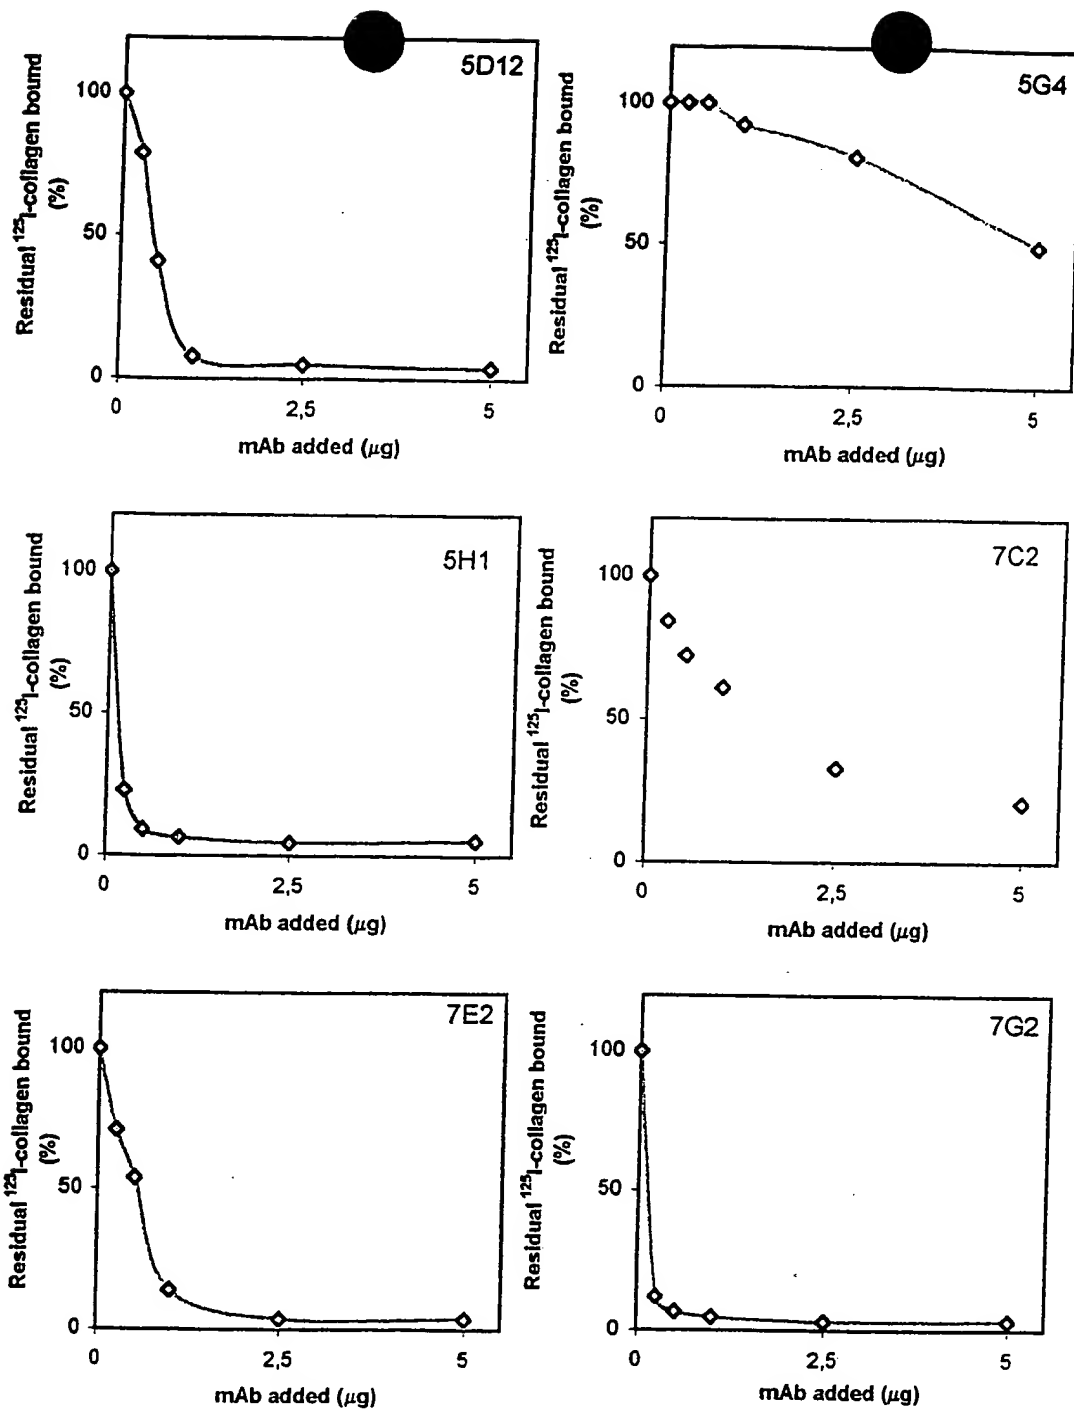 5D12
Residual ¹²⁵I-collagen bound
(%)
100
50
0
0 2,5 5
mAb added (μg)
5G4
Residual ¹²⁵I-collagen bound
(%)
100
50
0
0 2,5 5
mAb added (μg)
5H1
Residual ¹²⁵I-collagen bound
(%)
100
50
0
0 2,5 5
mAb added (μg)
7C2
Residual ¹²⁵I-collagen bound
(%)
100
50
0
0 2,5 5
mAb added (μg)
7E2
Residual ¹²⁵I-collagen bound
(%)
100
50
0
0 2,5 5
mAb added (μg)
7G2
Residual ¹²⁵I-collagen bound
(%)
100
50
0
0 2,5 5
mAb added (μg)